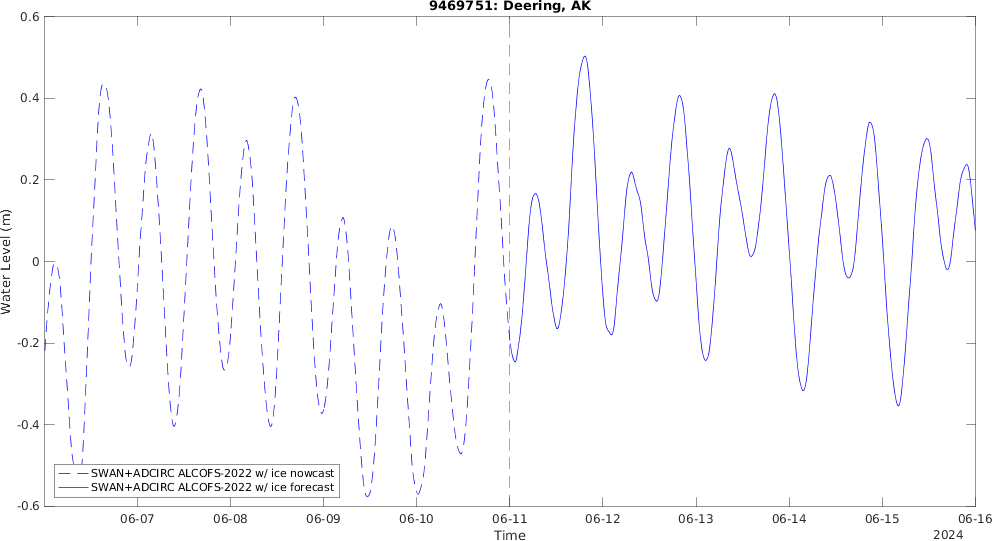 9469751: Deering, AK
0.6
0.4
0.2
0
-0.2
-0.4
-0.6
Water Level (m)
SWAN+ADCIRC ALCOFS-2022 w/ ice nowcast
SWAN+ADCIRC ALCOFS-2022 w/ ice forecast
06-07 06-08 06-09 06-10 06-11 06-12 06-13 06-14 06-15 06-16
Time
2024